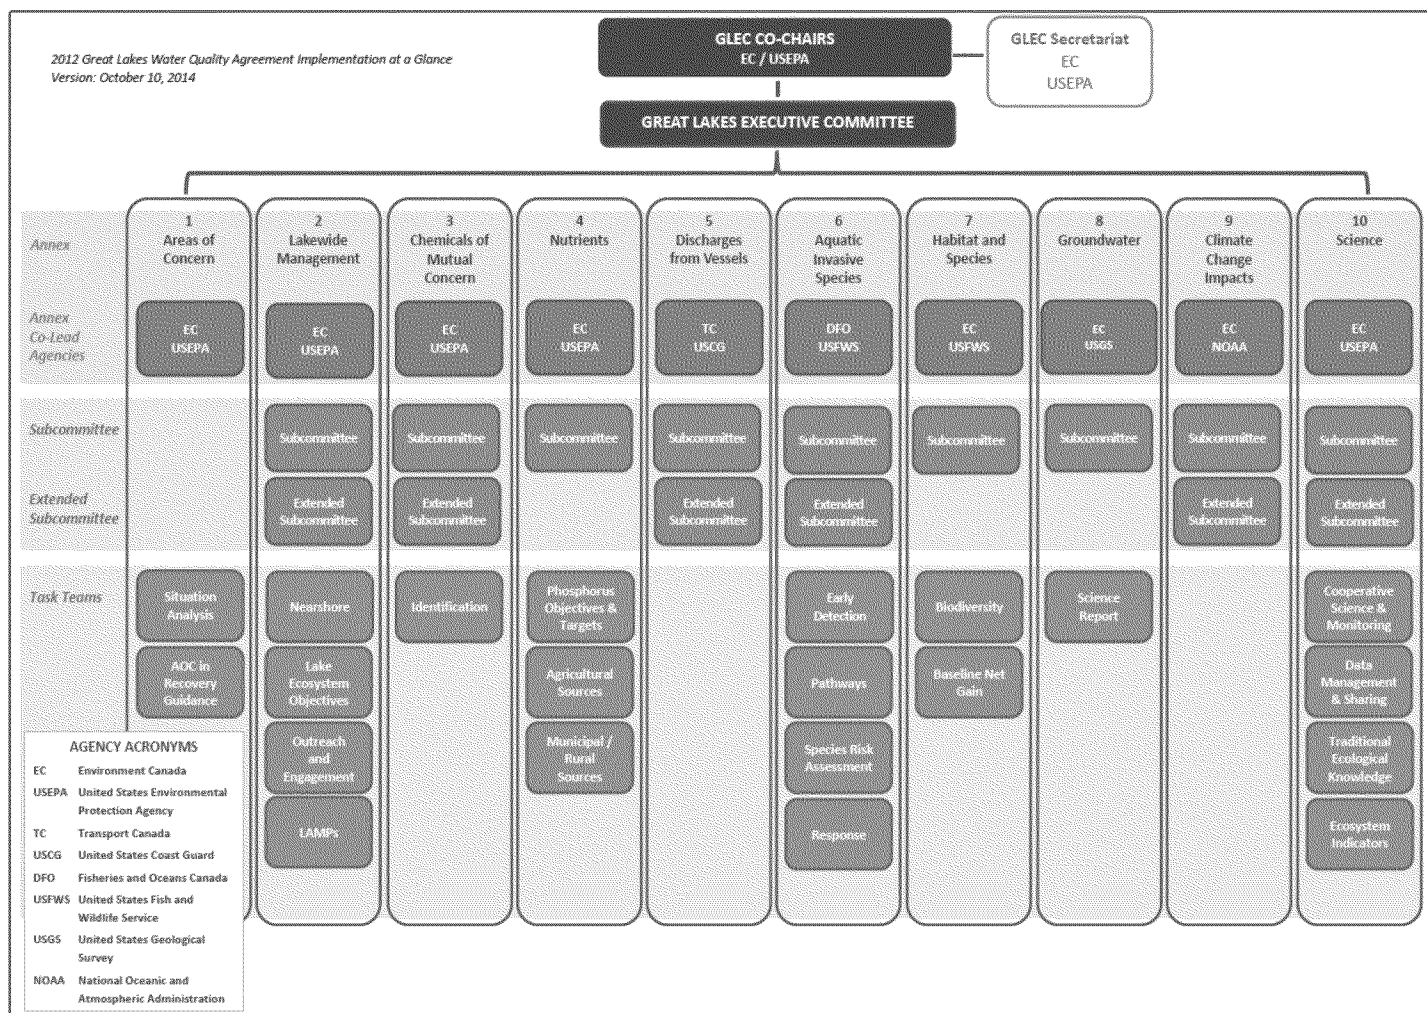 2012 Great Lakes Water Quality Agreement Implementation at a Glance
Version: October 10, 2014
GLEC CO-CHAIRS
EC / USEPA
GLEC Secretariat
EC
USEPA
GREAT LAKES EXECUTIVE COMMITTEE
Annex
1
Areas of
Concern
2
Lakewide
Management
3
Chemicals of
Mutual
Concern
4
Nutrients
5
Discharges
from Vessels
6
Aquatic
Invasive
Species
7
Habitat and
Species
8
Groundwater
9
Climate
Change
Impacts
10
Science
Annex
Co-Lead
Agencies
EC
USEPA
EC
USEPA
EC
USEPA
EC
USEPA
TC
USCG
DFO
USFWS
EC
USFWS
EC
USGS
EC
NOAA
EC
USEPA
Subcommittee
Subcommittee
Subcommittee
Subcommittee
Subcommittee
Subcommittee
Subcommittee
Subcommittee
Subcommittee
Subcommittee
Extended
Subcommittee
Extended
Subcommittee
Extended
Subcommittee
Extended
Subcommittee
Extended
Subcommittee
Extended
Subcommittee
Extended
Subcommittee
Task Teams
Situation
Analysis
AOC in
Recovery
Guidance
Nearshore
Lake
Ecosystem
Objectives
Outreach
and
Engagement
LAMPs
Identification
Phosphorus
Objectives &
Targets
Agricultural
Sources
Municipal /
Rural
Sources
Early
Detection
Pathways
Species Risk
Assessment
Response
Biodiversity
Baseline Net
Gain
Science
Report
Cooperative
Science &
Monitoring
Data
Management
& Sharing
Traditional
Ecological
Knowledge
Ecosystem
Indicators
AGENCY ACRONYMS
EC Environment Canada
USEPA United States Environmental
Protection Agency
TC Transport Canada
USCG United States Coast Guard
DFO Fisheries and Oceans Canada
USFWS United States Fish and
Wildlife Service
USGS United States Geological
Survey
NOAA National Oceanic and
Atmospheric Administration